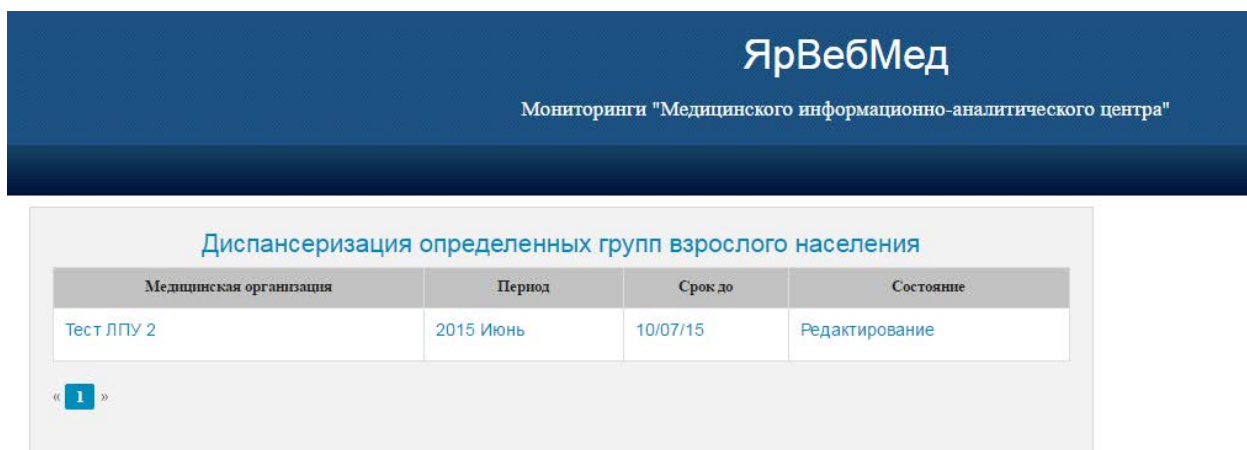 ЯрВебМед
Мониторинги "Медицинского информационно-аналитического центра"
Диспансеризация определенных групп взрослого населения
Медицинская организация Период Срок до Состояние
Тест ЛПУ 2 2015 Июнь 10/07/15 Редактирование
« 1 »